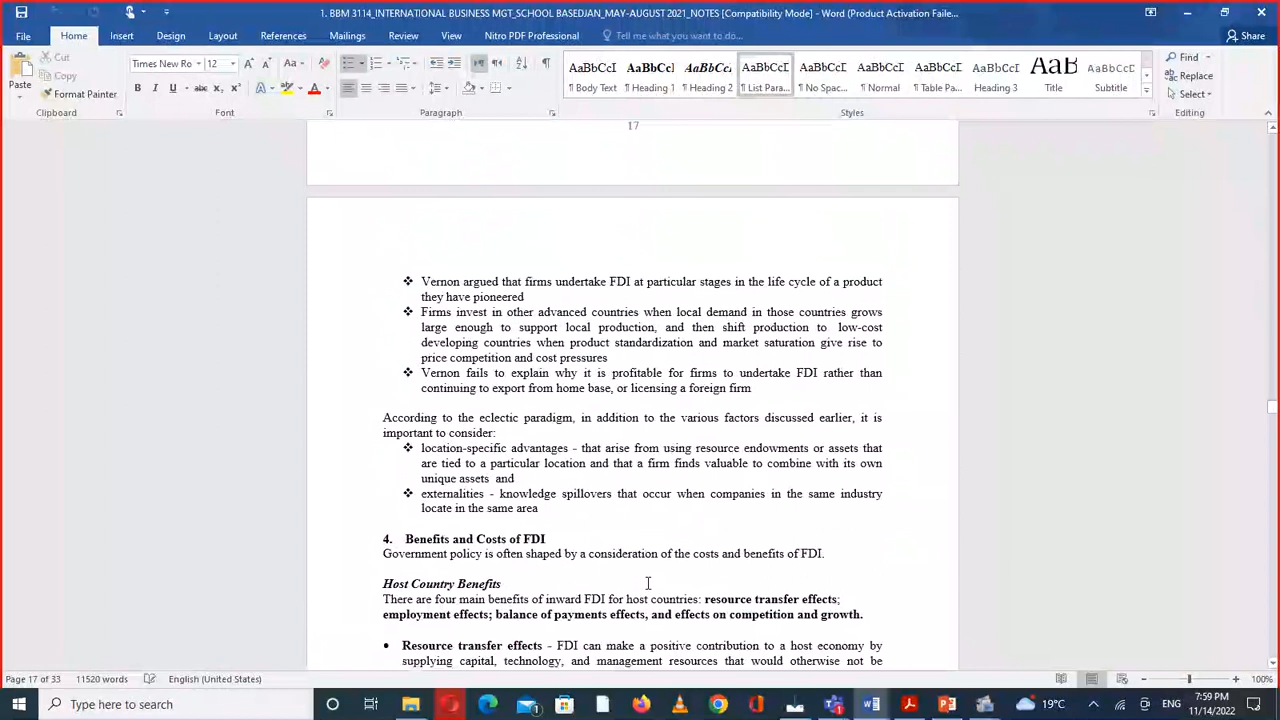 1. BBM 3114_INTERNATIONAL BUSINESS MGT_SCHOOL BASEDJAN_MAY-AUGUST 2021_NOTES [Compatibility Mode] - Word (Product Activation Faile...
File Home Insert Design Layout References Mailings Review View Nitro PDF Professional Tell me what you want to do... Share
Cut
Copy
Format Painter
Paste
Clipboard
Times New Ro 12
Font
Paragraph
AaBbCcI AaBbCcI AaBbCcI AaBbCcI AaBbCcI AaBbCcI AaBbCcI AaBbCcI AaB AaBbCcI
¶ Body Text ¶ Heading 1 ¶ Heading 2 ¶ List Para... ¶ No Spac... ¶ Normal ¶ Table Pa... Heading 3 Title Subtitle
Styles
Find
Replace
Select
Editing
17
❖ Vernon argued that firms undertake FDI at particular stages in the life cycle of a product
they have pioneered
❖ Firms invest in other advanced countries when local demand in those countries grows
large enough to support local production, and then shift production to low-cost
developing countries when product standardization and market saturation give rise to
price competition and cost pressures
❖ Vernon fails to explain why it is profitable for firms to undertake FDI rather than
continuing to export from home base, or licensing a foreign firm
According to the eclectic paradigm, in addition to the various factors discussed earlier, it is
important to consider:
❖ location-specific advantages - that arise from using resource endowments or assets that
are tied to a particular location and that a firm finds valuable to combine with its own
unique assets and
❖ externalities - knowledge spillovers that occur when companies in the same industry
locate in the same area
4. Benefits and Costs of FDI
Government policy is often shaped by a consideration of the costs and benefits of FDI.
Host Country Benefits
There are four main benefits of inward FDI for host countries: resource transfer effects;
employment effects; balance of payments effects, and effects on competition and growth.
• Resource transfer effects - FDI can make a positive contribution to a host economy by
supplying capital, technology, and management resources that would otherwise not be
Page 17 of 33 11520 words English (United States) 100%
Type here to search
19°C
7:59 PM
11/14/2022